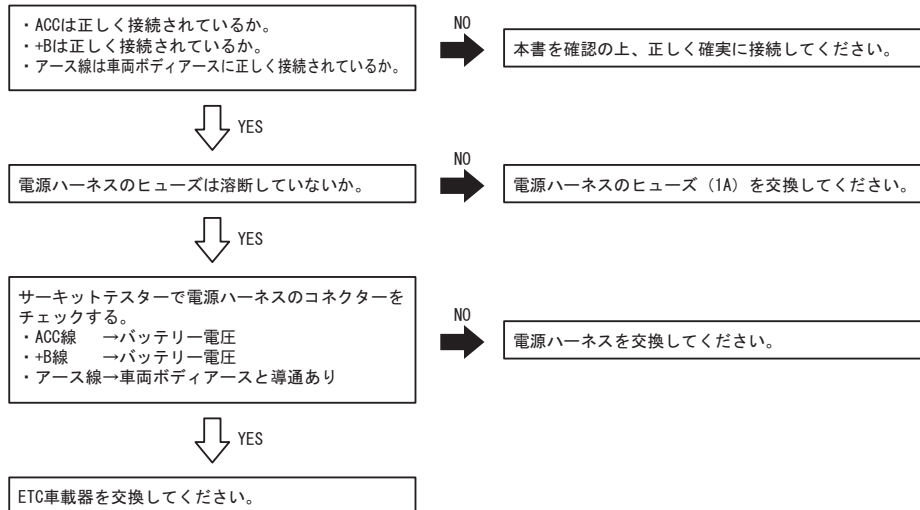 ・ACCは正しく接続されているか。
・+Bは正しく接続されているか。
・アース線は車両ボディアースに正しく接続されているか。
NO
本書を確認の上、正しく確実に接続してください。
YES
電源ハーネスのヒューズは溶断していないか。
NO
電源ハーネスのヒューズ（1A）を交換してください。
YES
サーキットテスターで電源ハーネスのコネクターを
チェックする。
・ACC線　→バッテリー電圧
・+B線　→バッテリー電圧
・アース線→車両ボディアースと導通あり
NO
電源ハーネスを交換してください。
YES
ETC車載器を交換してください。